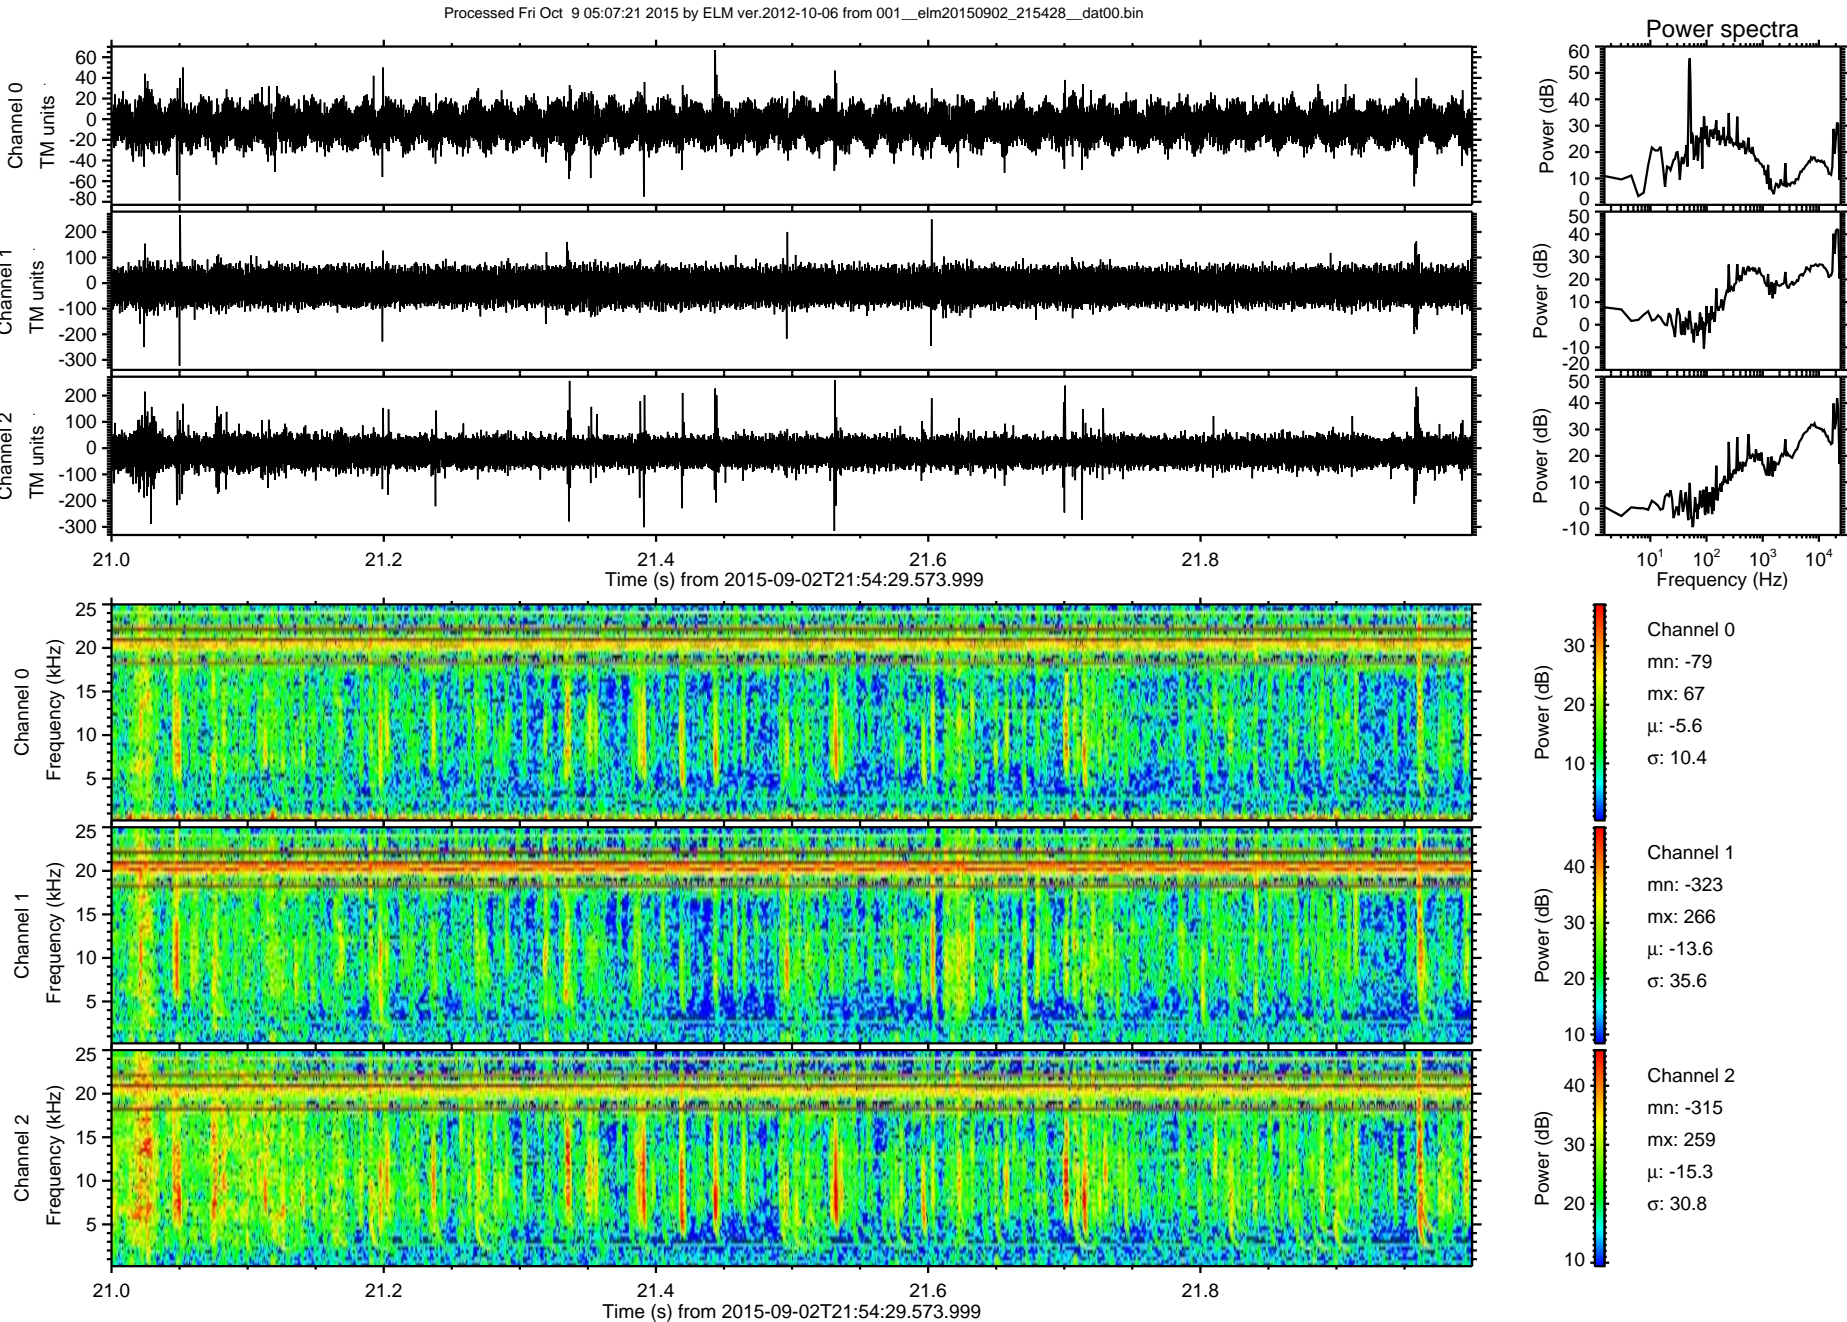 Processed Fri Oct  9 05:07:21 2015 by ELM ver.2012-10-06 from 001__elm20150902_215428__dat00.bin
Power spectra
Channel 0
TM units
60
40
20
0
-20
-40
-60
-80
Power (dB)
60
50
40
30
20
10
0
Channel 1
TM units
200
100
0
-100
-200
-300
Power (dB)
50
40
30
20
10
0
-10
-20
Channel 2
TM units
200
100
0
-100
-200
-300
Power (dB)
50
40
30
20
10
0
-10
21.0 21.2 21.4 21.6 21.8
Time (s) from 2015-09-02T21:54:29.573.999
10¹ 10² 10³ 10⁴
Frequency (Hz)
Channel 0
Frequency (kHz)
25
20
15
10
5
Power (dB)
30
20
10
Channel 0
mn: -79
mx: 67
μ: -5.6
σ: 10.4
Channel 1
Frequency (kHz)
25
20
15
10
5
Power (dB)
40
30
20
10
Channel 1
mn: -323
mx: 266
μ: -13.6
σ: 35.6
Channel 2
Frequency (kHz)
25
20
15
10
5
Power (dB)
40
30
20
10
Channel 2
mn: -315
mx: 259
μ: -15.3
σ: 30.8
21.0 21.2 21.4 21.6 21.8
Time (s) from 2015-09-02T21:54:29.573.999